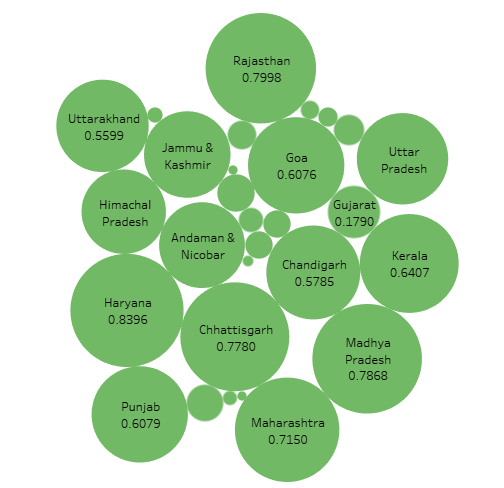 Rajasthan
0.7998
Uttarakhand
0.5599
Jammu &
Kashmir
Goa
0.6076
Uttar
Pradesh
Himachal
Pradesh
Gujarat
0.1790
Andaman &
Nicobar
Chandigarh
0.5785
Kerala
0.6407
Haryana
0.8396
Chhattisgarh
0.7780
Madhya
Pradesh
0.7868
Punjab
0.6079
Maharashtra
0.7150